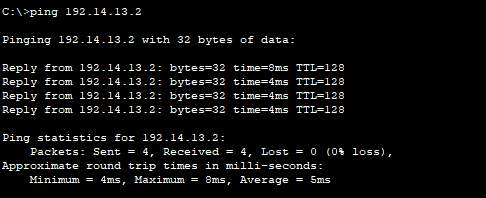 C:\>ping 192.14.13.2
Pinging 192.14.13.2 with 32 bytes of data:
Reply from 192.14.13.2: bytes=32 time=8ms TTL=128
Reply from 192.14.13.2: bytes=32 time=4ms TTL=128
Reply from 192.14.13.2: bytes=32 time=4ms TTL=128
Reply from 192.14.13.2: bytes=32 time=4ms TTL=128
Ping statistics for 192.14.13.2:
    Packets: Sent = 4, Received = 4, Lost = 0 (0% loss),
Approximate round trip times in milli-seconds:
    Minimum = 4ms, Maximum = 8ms, Average = 5ms